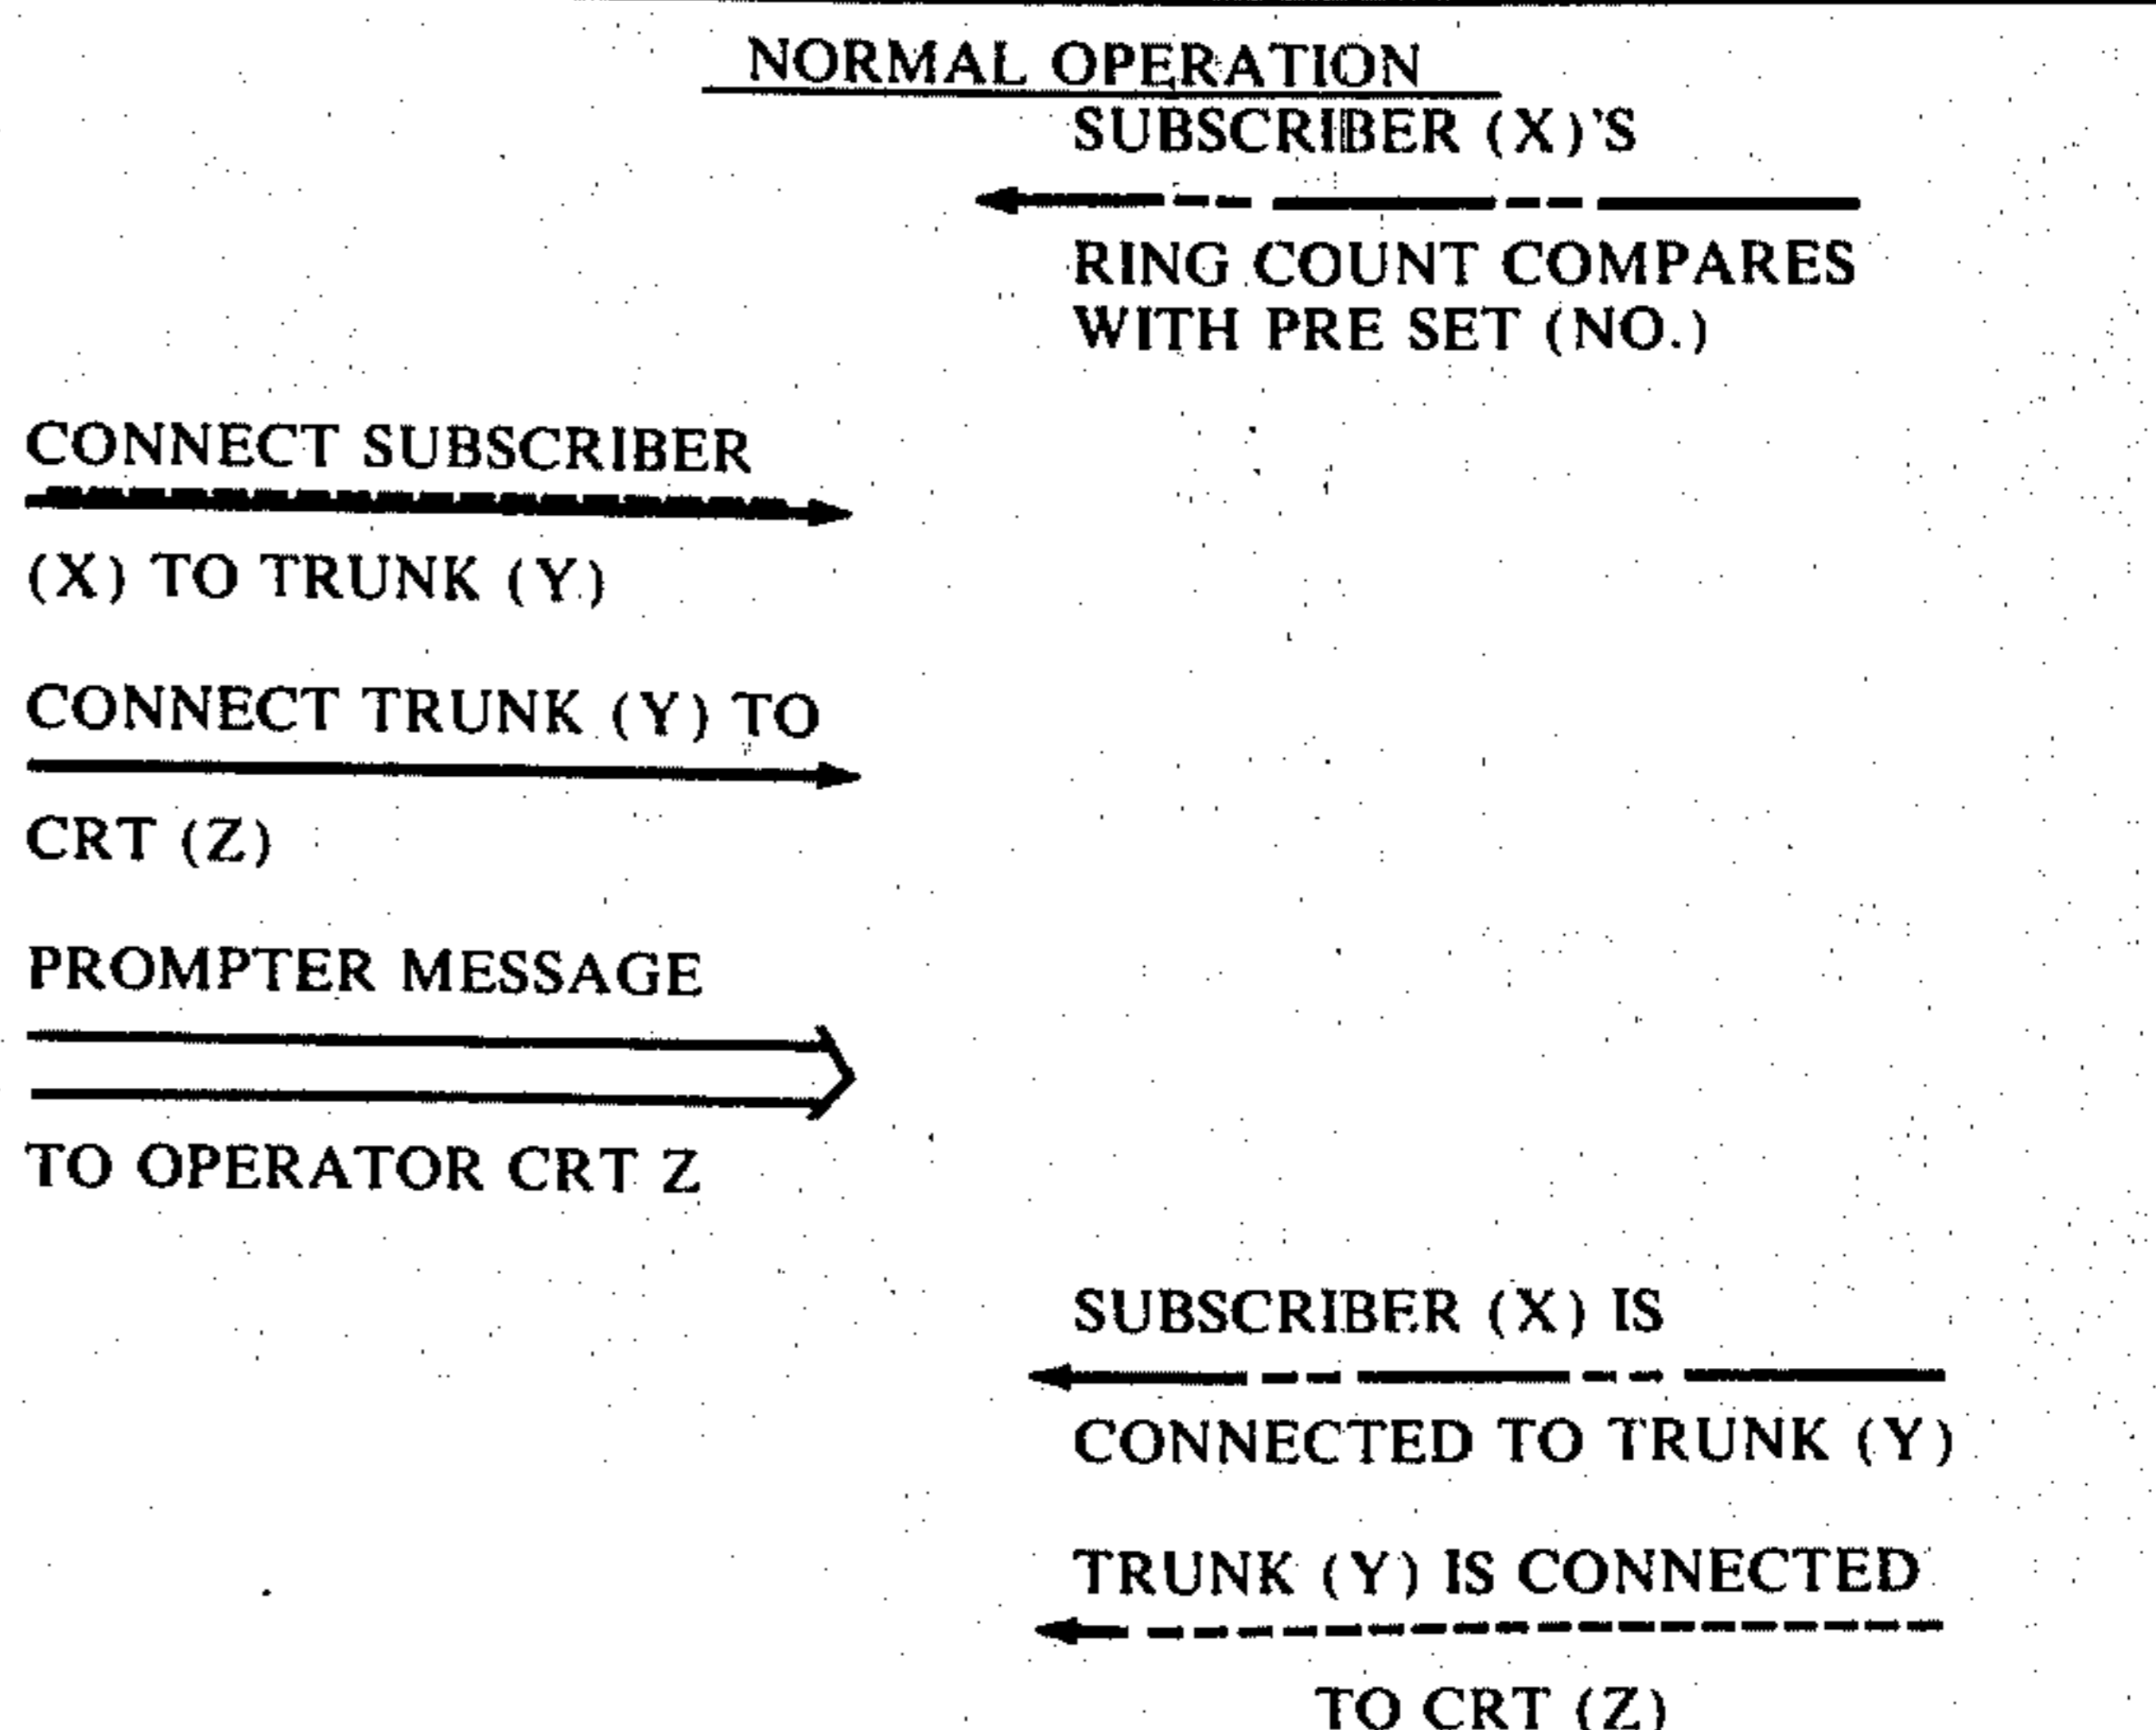 NORMAL OPERATION
SUBSCRIBER (X)'S
RING COUNT COMPARES
WITH PRE SET (NO.)
CONNECT SUBSCRIBER
(X) TO TRUNK (Y)
CONNECT TRUNK (Y) TO
CRT (Z)
PROMPTER MESSAGE
TO OPERATOR CRT Z
SUBSCRIBER (X) IS
CONNECTED TO TRUNK (Y)
TRUNK (Y) IS CONNECTED
TO CRT (Z)